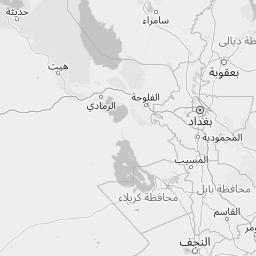 حديثة
سامراء
محافظة ديالى
هيت
بعقوبة
الرمادي
الفلوجة
بغداد
المحمودية
المسيب
محافظة بابل
محافظة كربلاء
القاسم
النجف